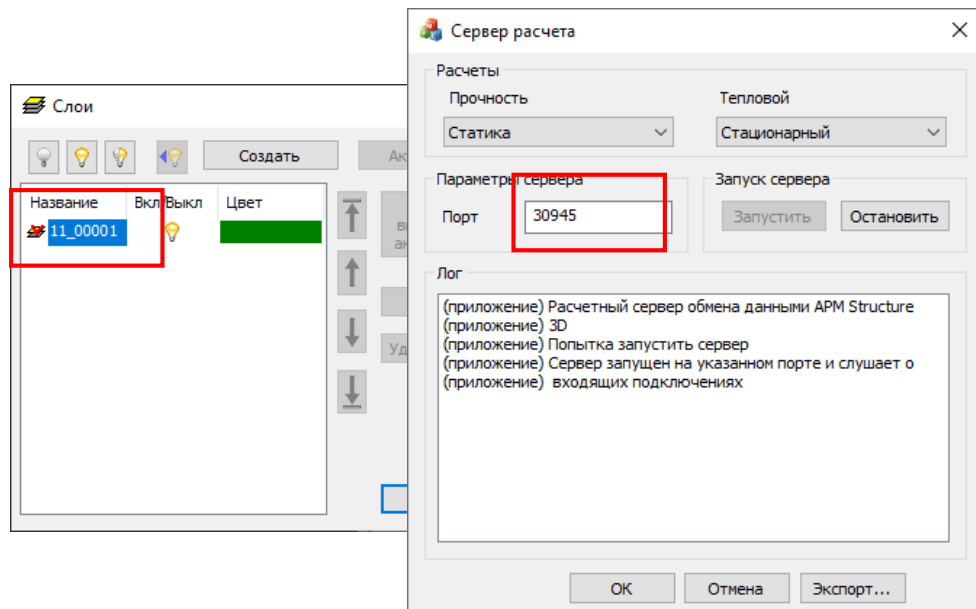 Слои
Создать
Название Вкл/Выкл Цвет
11_00001
Сервер расчета
Расчеты
Прочность Тепловой
Статика Стационарный
Параметры сервера Запуск сервера
Порт 30945 Запустить Остановить
Лог
(приложение) Расчетный сервер обмена данными APM Structure
(приложение) 3D
(приложение) Попытка запустить сервер
(приложение) Сервер запущен на указанном порте и слушает о
(приложение) входящих подключениях
OK Отмена Экспорт...